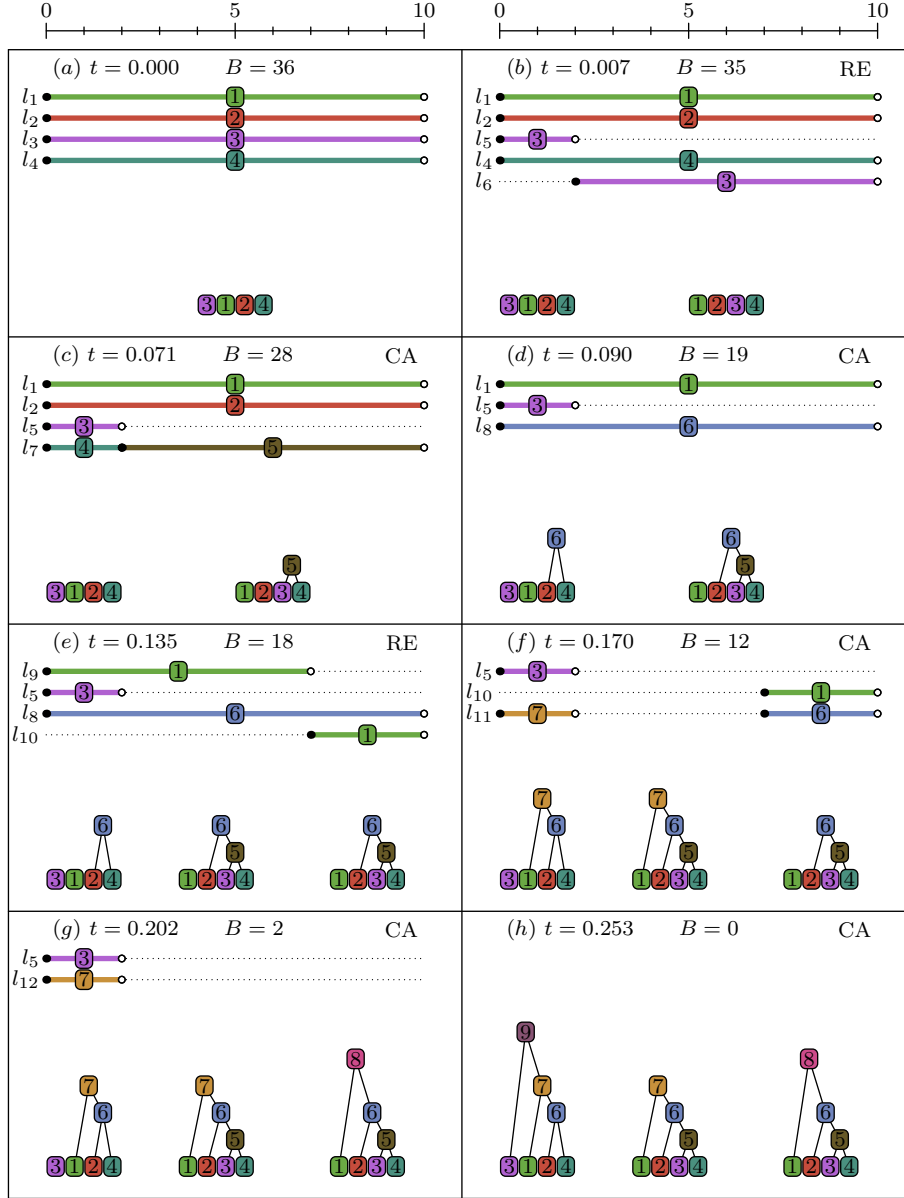 0 5 10 0 5 10
(a) t = 0.000 B = 36
l1 1
l2 2
l3 3
l4 4
3 1 2 4
(b) t = 0.007 B = 35 RE
l1 1
l2 2
l5 3
l4 4
l6 3
3 1 2 4 1 2 3 4
(c) t = 0.071 B = 28 CA
l1 1
l2 2
l5 3
l7 4 5
5
3 1 2 4 1 2 3 4
(d) t = 0.090 B = 19 CA
l1 1
l5 3
l8 6
6 6
5
3 1 2 4 1 2 3 4
(e) t = 0.135 B = 18 RE
l9 1
l5 3
l8 6
l10 1
6 6 6
5 5
3 1 2 4 1 2 3 4 1 2 3 4
(f) t = 0.170 B = 12 CA
l5 3
l10 1
l11 7 6
7 7
6 6 6
5 5
3 1 2 4 1 2 3 4 1 2 3 4
(g) t = 0.202 B = 2 CA
l5 3
l12 7
8
7 7
6 6 6
5 5
3 1 2 4 1 2 3 4 1 2 3 4
(h) t = 0.253 B = 0 CA
9
8
7 7
6 6 6
5 5
3 1 2 4 1 2 3 4 1 2 3 4